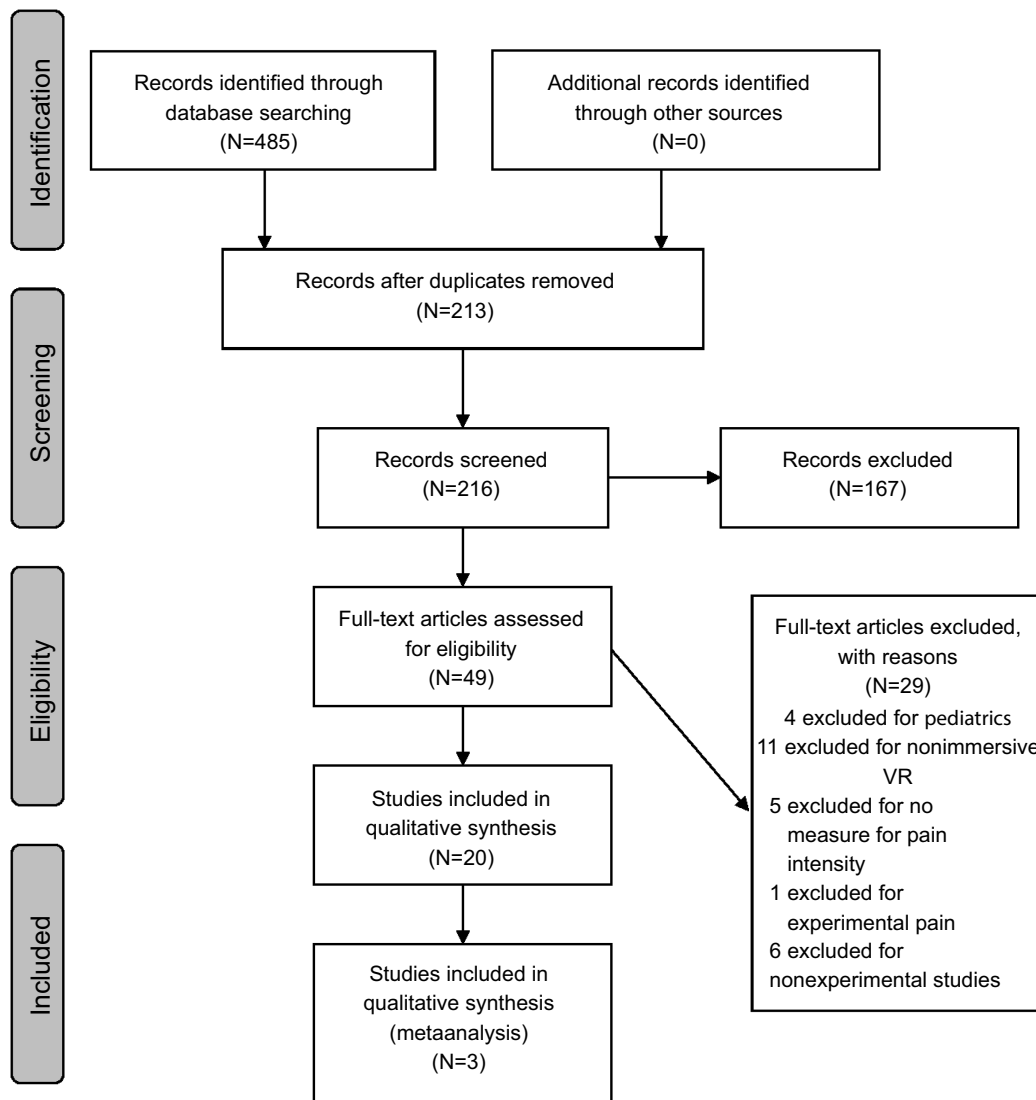 Identification
Records identified through
database searching
(N=485)
Additional records identified
through other sources
(N=0)
Records after duplicates removed
(N=213)
Screening
Records screened
(N=216)
Records excluded
(N=167)
Eligibility
Full-text articles assessed
for eligibility
(N=49)
Full-text articles excluded,
with reasons
(N=29)
4 excluded for pediatrics
11 excluded for nonimmersive
VR
5 excluded for no
measure for pain
intensity
1 excluded for
experimental pain
6 excluded for
nonexperimental studies
Studies included in
qualitative synthesis
(N=20)
Included
Studies included in
qualitative synthesis
(metaanalysis)
(N=3)